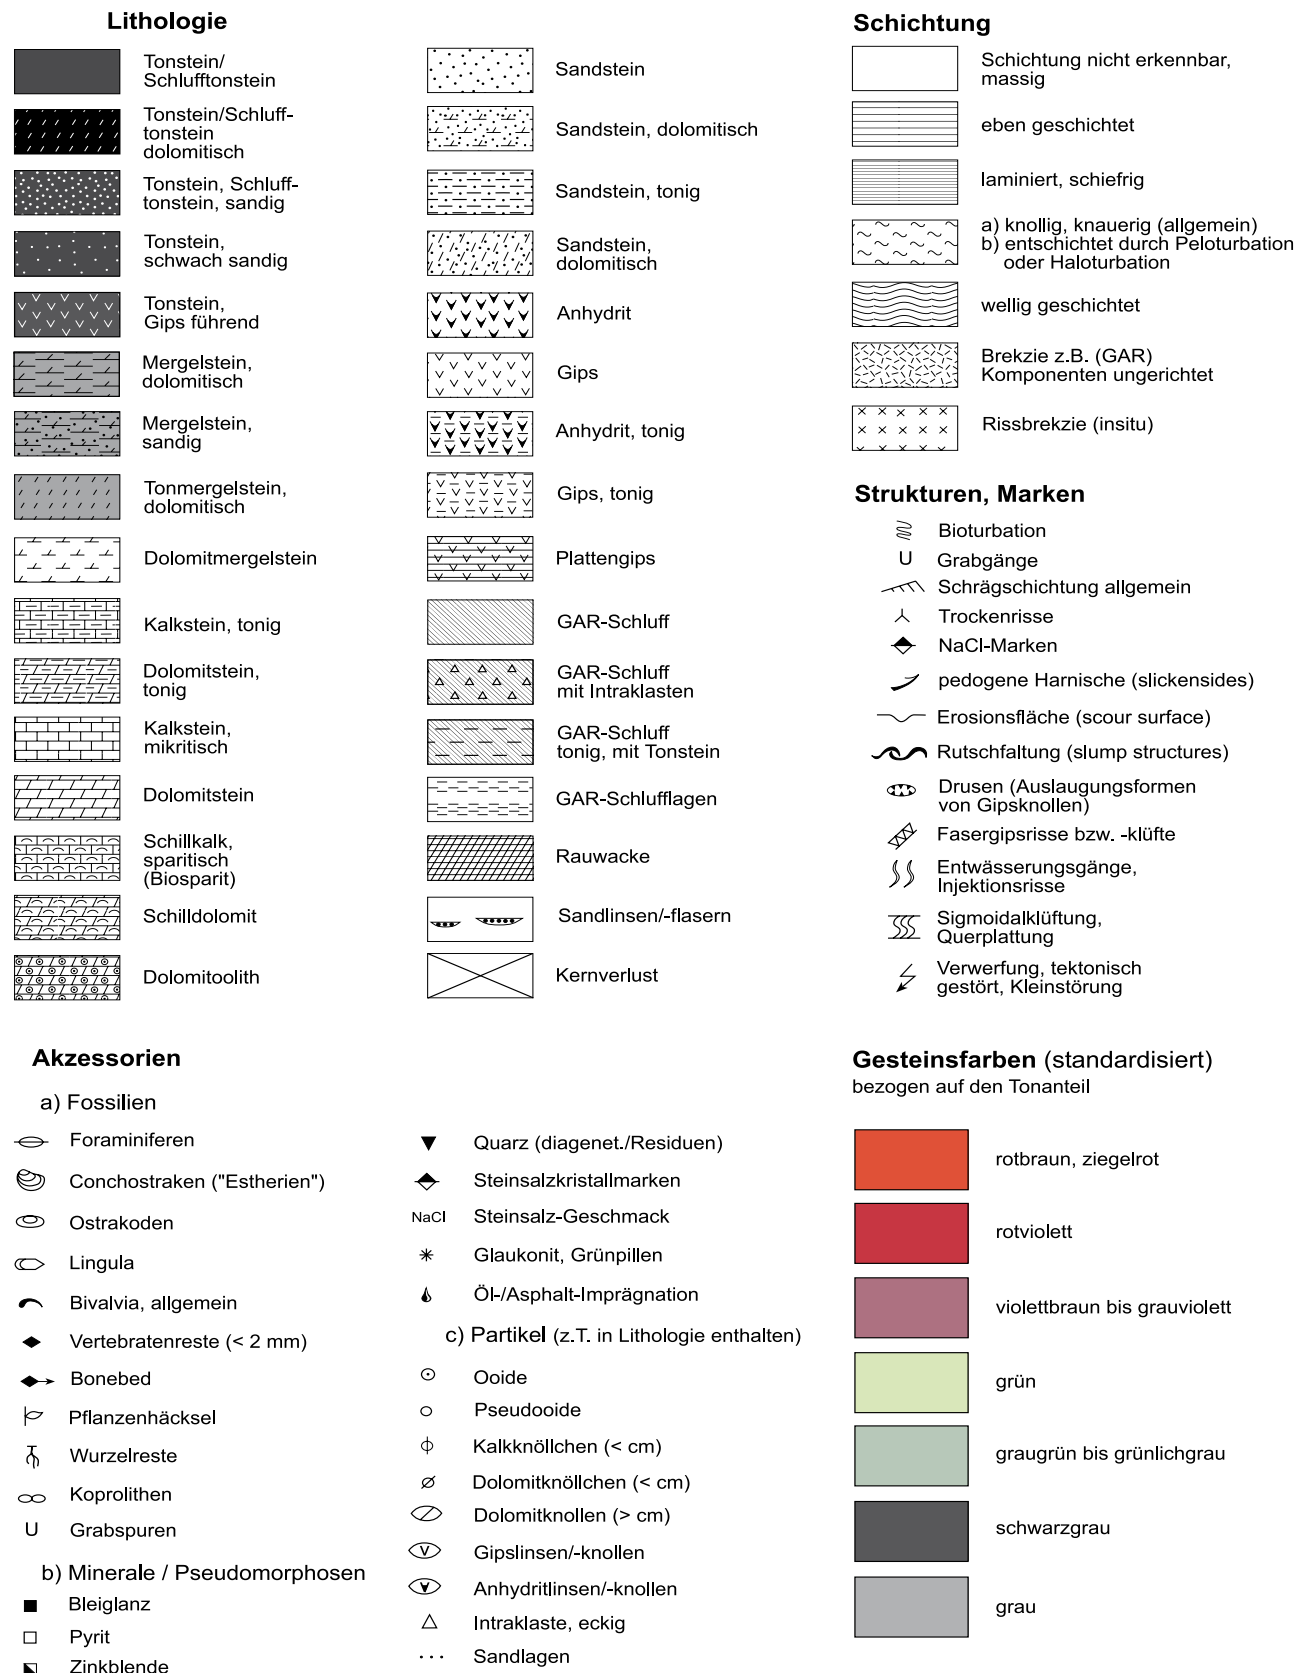 Lithologie
Tonstein/
Schlufftonstein
Tonstein/Schluff-
tonstein
dolomitisch
Tonstein, Schluff-
tonstein, sandig
Tonstein,
schwach sandig
Tonstein,
Gips führend
Mergelstein,
dolomitisch
Mergelstein,
sandig
Tonmergelstein,
dolomitisch
Dolomitmergelstein
Kalkstein, tonig
Dolomitstein,
tonig
Kalkstein,
mikritisch
Dolomitstein
Schillkalk,
sparitisch
(Biosparit)
Schilldolomit
Dolomitoolith
Sandstein
Sandstein, dolomitisch
Sandstein, tonig
Sandstein,
dolomitisch
Anhydrit
Gips
Anhydrit, tonig
Gips, tonig
Plattengips
GAR-Schluff
GAR-Schluff
mit Intraklasten
GAR-Schluff
tonig, mit Tonstein
GAR-Schlufflagen
Rauwacke
Sandlinsen/-flasern
Kernverlust
Schichtung
Schichtung nicht erkennbar,
massig
eben geschichtet
laminiert, schiefrig
a) knollig, knauerig (allgemein)
b) entschichtet durch Peloturbation
oder Haloturbation
wellig geschichtet
Brekzie z.B. (GAR)
Komponenten ungerichtet
Rissbrekzie (insitu)
Strukturen, Marken
Bioturbation
U Grabgänge
Schrägschichtung allgemein
Trockenrisse
NaCl-Marken
pedogene Harnische (slickensides)
Erosionsfläche (scour surface)
Rutschfaltung (slump structures)
Drusen (Auslaugungsformen
von Gipsknollen)
Fasergipsrisse bzw. -klüfte
Entwässerungsgänge,
Injektionsrisse
Sigmoidalklüftung,
Querplattung
Verwerfung, tektonisch
gestört, Kleinstörung
Akzessorien
a) Fossilien
Foraminiferen
Conchostraken ("Estherien")
Ostrakoden
Lingula
Bivalvia, allgemein
Vertebratenreste (< 2 mm)
Bonebed
Pflanzenhäcksel
Wurzelreste
Koprolithen
U Grabspuren
b) Minerale / Pseudomorphosen
Bleiglanz
Pyrit
Zinkblende
Quarz (diagenet./Residuen)
Steinsalzkristallmarken
NaCl Steinsalz-Geschmack
Glaukonit, Grünpillen
Öl-/Asphalt-Imprägnation
c) Partikel (z.T. in Lithologie enthalten)
Ooide
Pseudooide
Kalkknöllchen (< cm)
Dolomitknöllchen (< cm)
Dolomitknollen (> cm)
Gipslinsen/-knollen
Anhydritlinsen/-knollen
Intraklaste, eckig
Sandlagen
Gesteinsfarben (standardisiert)
bezogen auf den Tonanteil
rotbraun, ziegelrot
rotviolett
violettbraun bis grauviolett
grün
graugrün bis grünlichgrau
schwarzgrau
grau